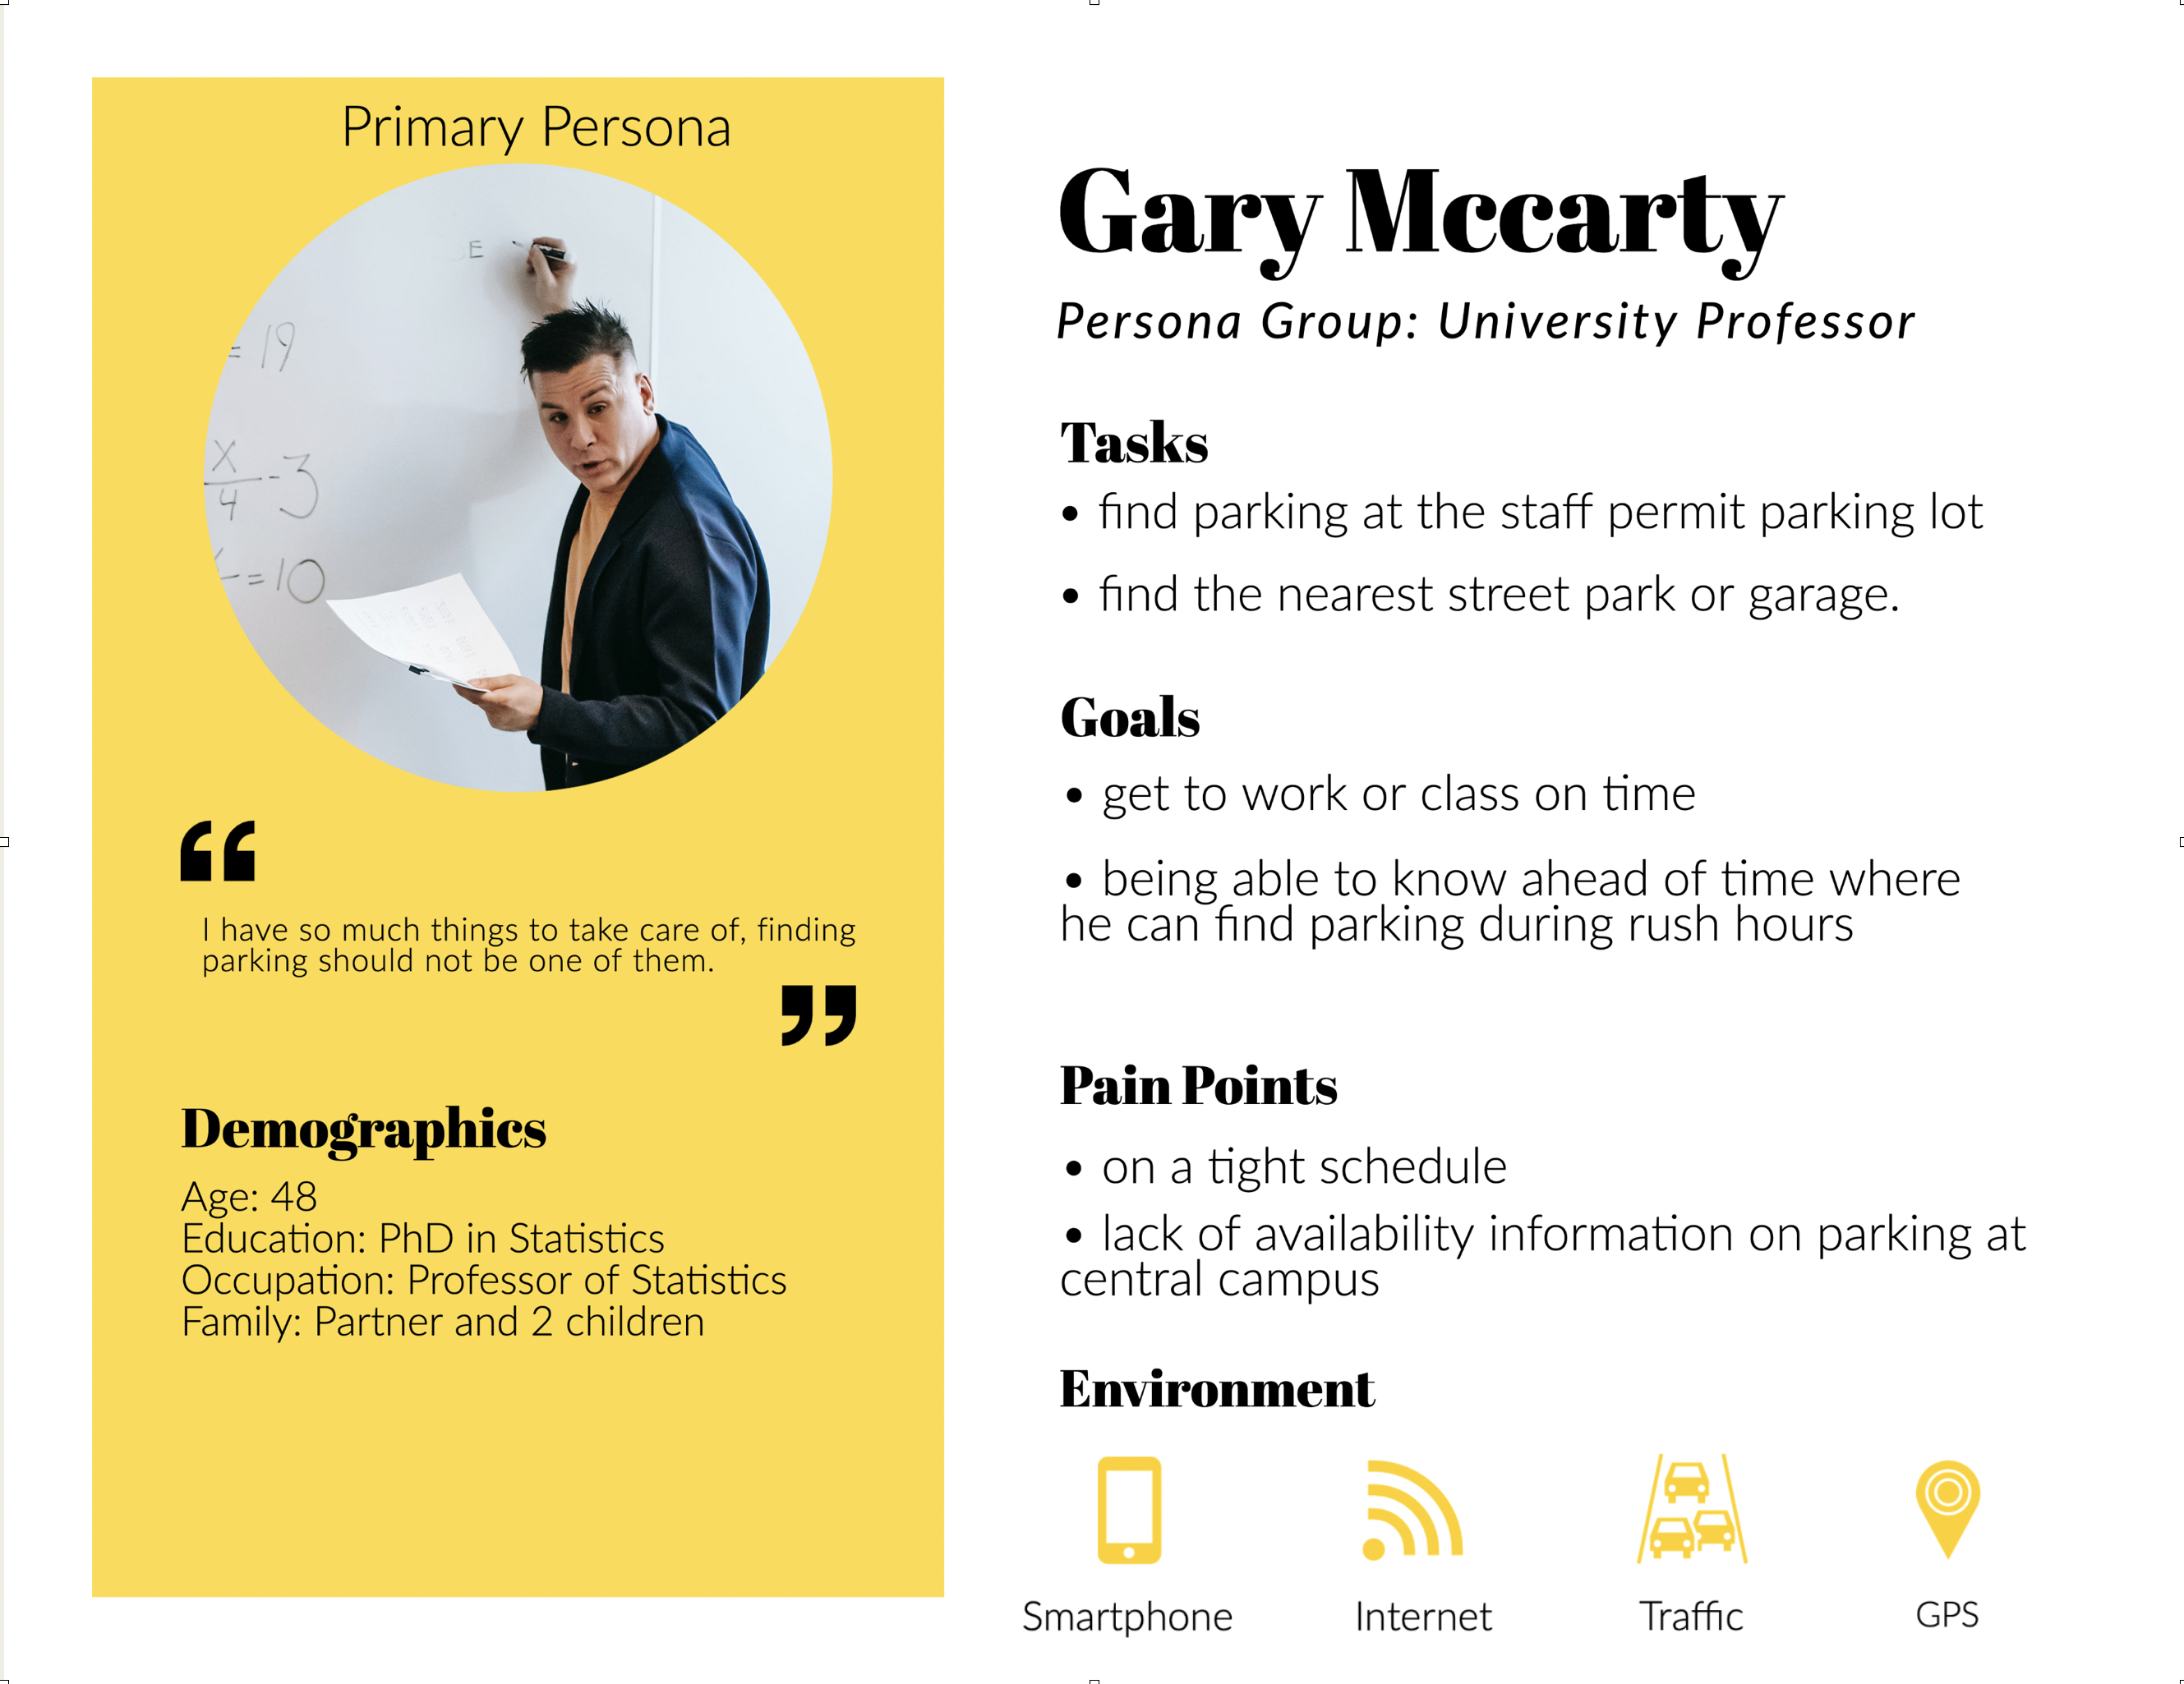 Primary Persona
E
= 19
x
4
-3
=10
“
I have so much things to take care of, finding
parking should not be one of them.
”
Demographics
Age: 48
Education: PhD in Statistics
Occupation: Professor of Statistics
Family: Partner and 2 children
Gary Mccarty
Persona Group: University Professor
Tasks
• find parking at the staff permit parking lot
• find the nearest street park or garage.
Goals
• get to work or class on time
• being able to know ahead of time where
he can find parking during rush hours
Pain Points
• on a tight schedule
• lack of availability information on parking at
central campus
Environment
Smartphone
Internet
Traffic
GPS